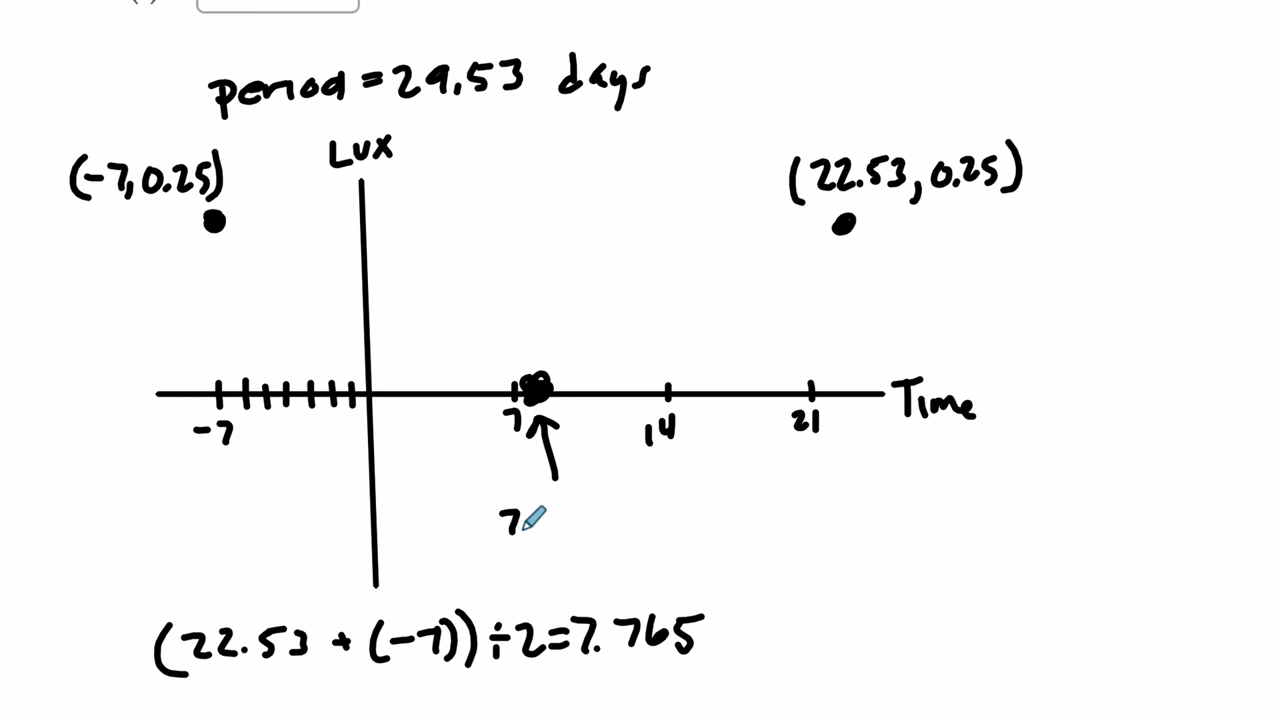 period = 29.53 days
Lux
(-7, 0.25)
(22.53, 0.25)
Time
-7
7
14
21
7
(22.53 + (-7)) ÷ 2 = 7.765